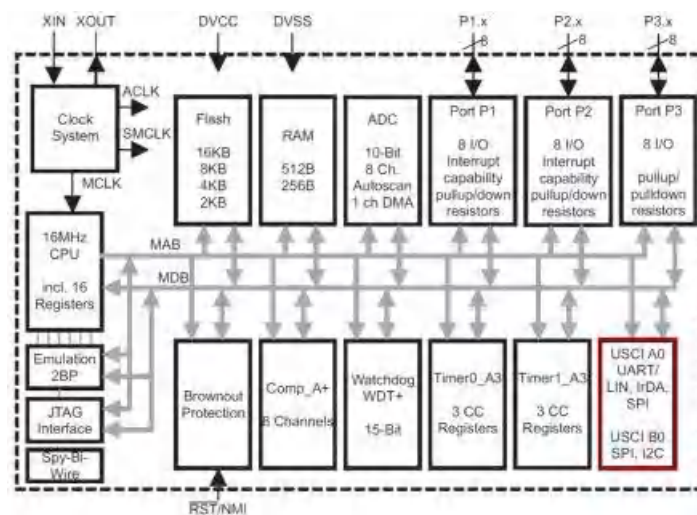 XIN XOUT DVCC DVSS P1.x P2.x P3.x
8 8 8
ACLK
SMCLK
MCLK
Clock
System
Flash
16KB
8KB
4KB
2KB
RAM
512B
256B
ADC
10-Bit
8 Ch.
Autoscan
1 ch DMA
Port P1
8 I/O
Interrupt
capability
pullup/down
resistors
Port P2
8 I/O
Interrupt
capability
pullup/down
resistors
Port P3
8 I/O
pullup/
pulldown
resistors
16MHz
CPU
incl. 16
Registers
MAB
MDB
Emulation
2BP
JTAG
Interface
Spy-Bi-
Wire
Brownout
Protection
Comp_A+
8 Channels
Watchdog
WDT+
15-Bit
Timer0_A3
3 CC
Registers
Timer1_A3
3 CC
Registers
USCI A0
UART/
LIN, IrDA,
SPI
USCI B0
SPI, I2C
RST/NMI